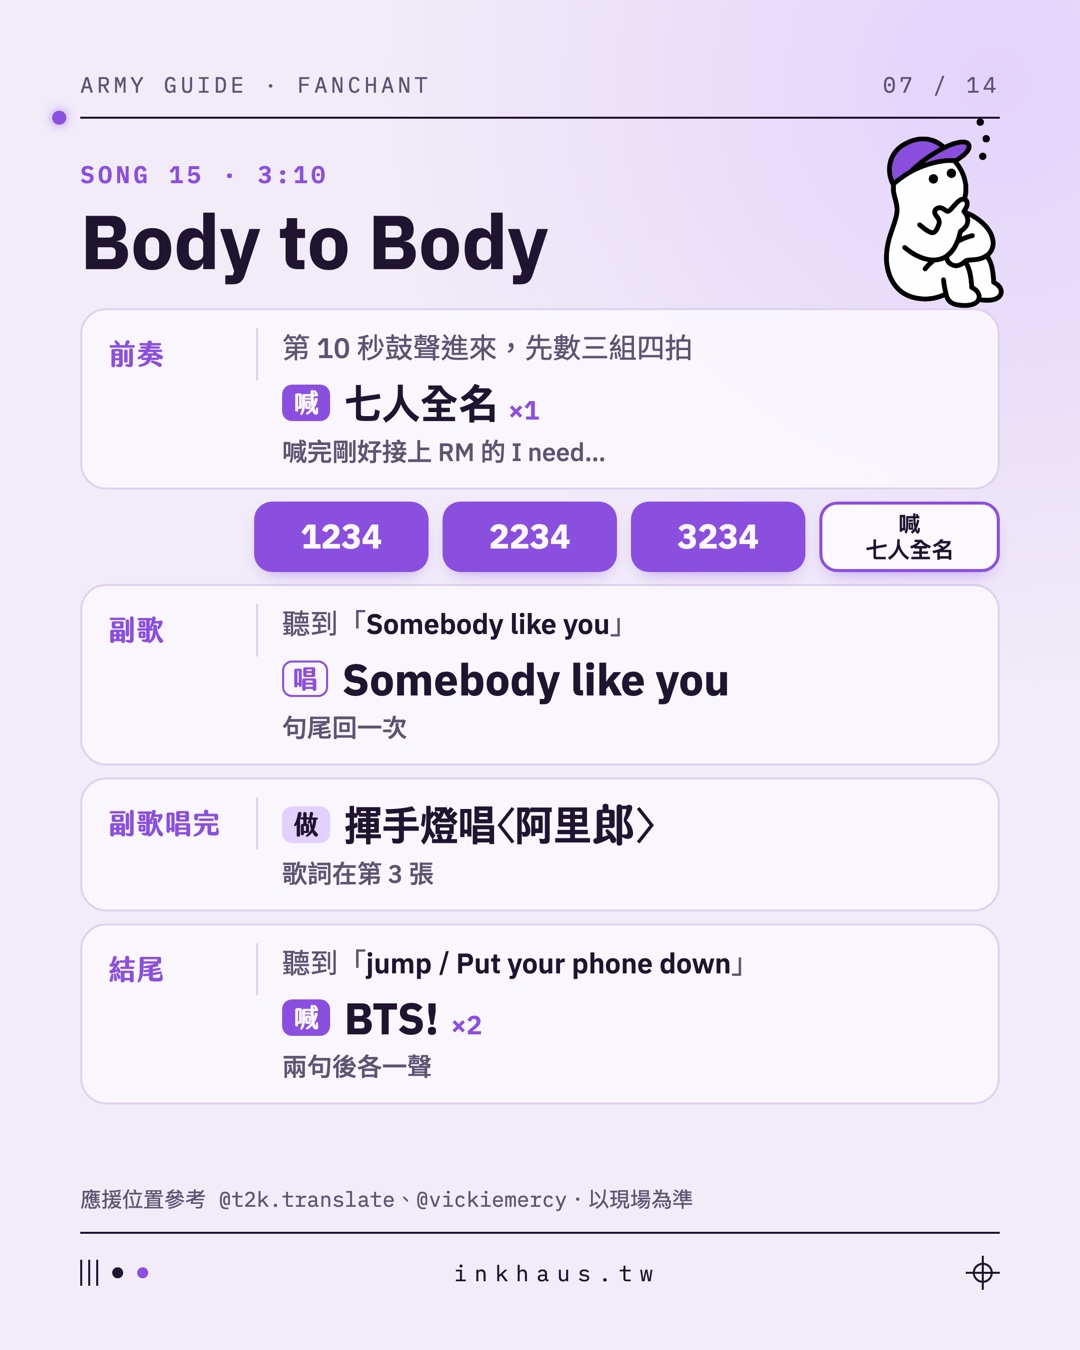 ARMY GUIDE · FANCHANT
07 / 14
SONG 15 · 3:10
Body to Body
前奏
第 10 秒鼓聲進來，先數三組四拍
喊 七人全名 ×1
喊完剛好接上 RM 的 I need...
1234
2234
3234
喊
七人全名
副歌
聽到「Somebody like you」
唱 Somebody like you
句尾回一次
副歌唱完
做 揮手燈唱〈阿里郎〉
歌詞在第 3 張
結尾
聽到「jump / Put your phone down」
喊 BTS! ×2
兩句後各一聲
應援位置參考 @t2k.translate、@vickiemercy · 以現場為準
inkhaus.tw